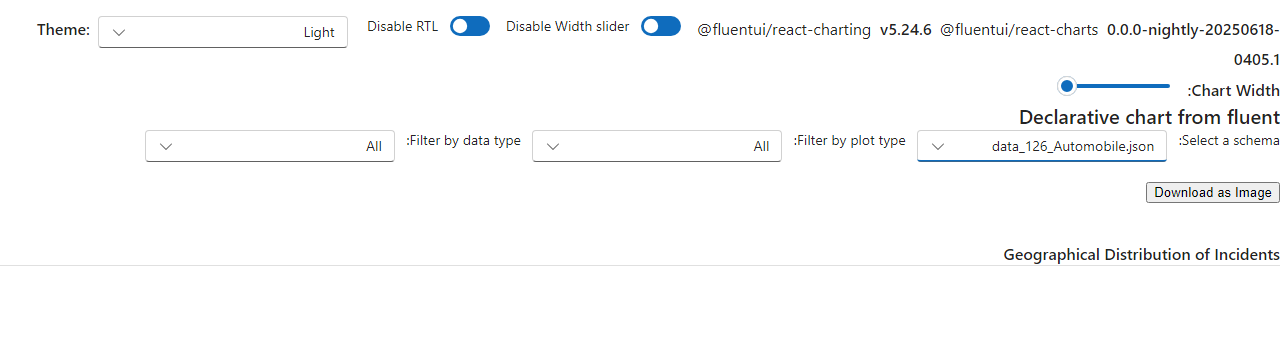 Theme: Light Disable RTL Disable Width slider @fluentui/react-charting v5.24.6 @fluentui/react-charts 0.0.0-nightly-20250618-
0405.1
:Chart Width
Declarative chart from fluent
:Select a schema data_126_Automobile.json :Filter by plot type All :Filter by data type All
Download as Image
Geographical Distribution of Incidents